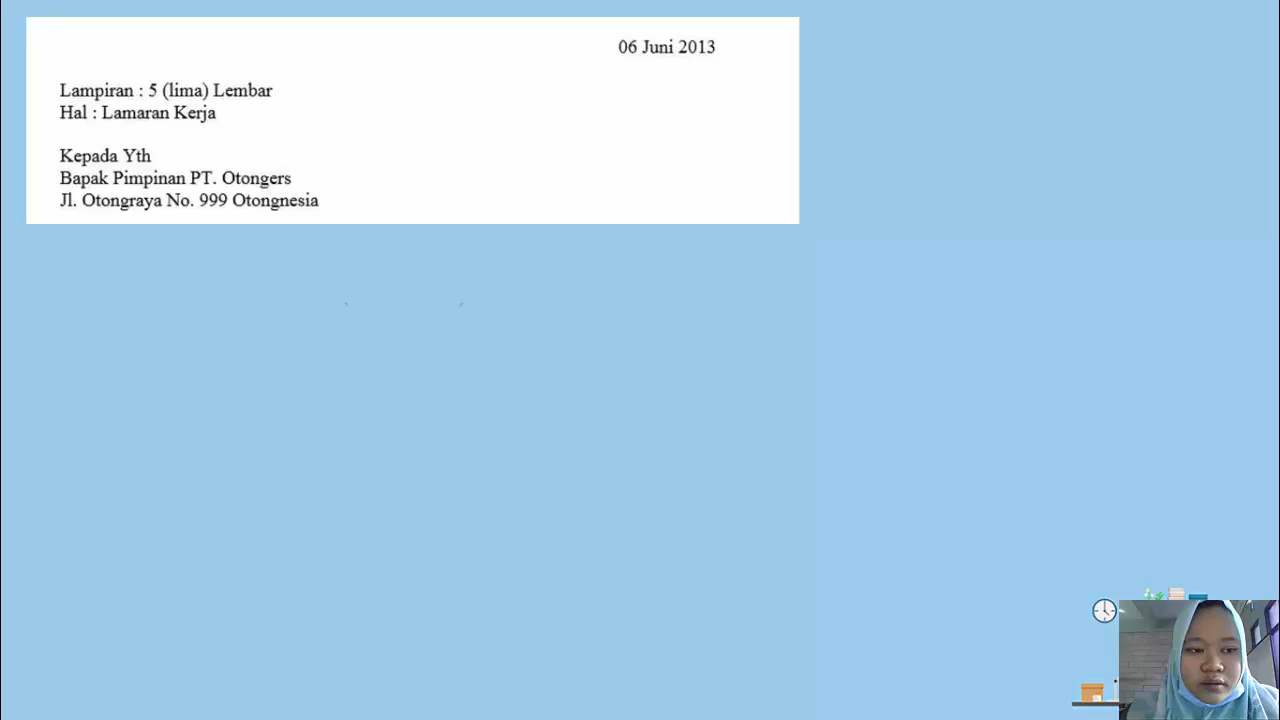 06 Juni 2013
Lampiran : 5 (lima) Lembar
Hal : Lamaran Kerja
Kepada Yth
Bapak Pimpinan PT. Otongers
Jl. Otongraya No. 999 Otongnesia